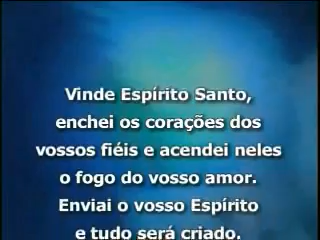 Vinde Espírito Santo,
enchei os corações dos
vossos fiéis e acendei neles
o fogo do vosso amor.
Enviai o vosso Espírito
e tudo será criado.